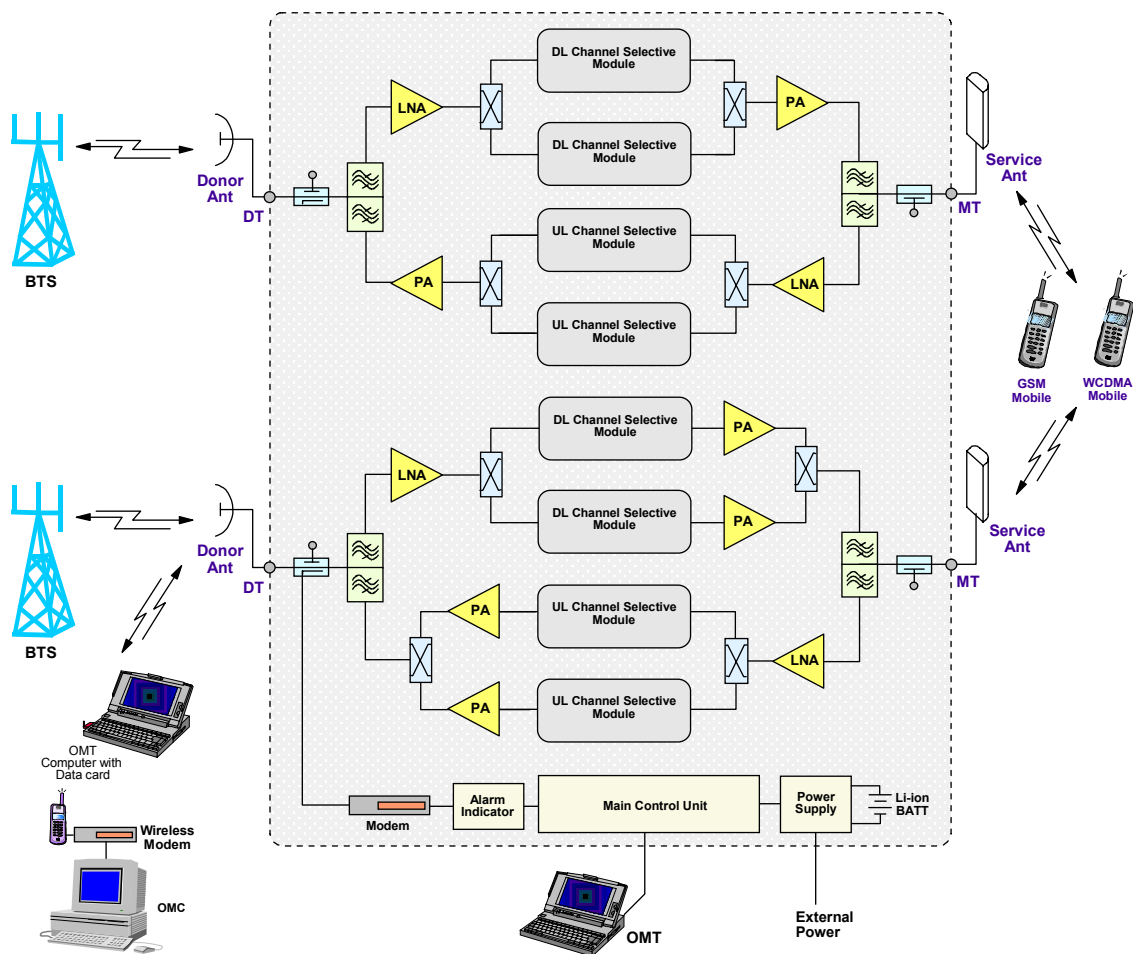 DL Channel Selective
Module
LNA
PA
DL Channel Selective
Module
Donor
Ant
DT
Service
Ant
MT
BTS
UL Channel Selective
Module
PA
LNA
UL Channel Selective
Module
GSM
Mobile
WCDMA
Mobile
DL Channel Selective
Module
PA
LNA
DL Channel Selective
Module
PA
Donor
Ant
DT
Service
Ant
MT
BTS
UL Channel Selective
Module
PA
LNA
UL Channel Selective
Module
PA
OMT
Computer with
Data card
Wireless
Modem
OMC
Modem
Alarm
Indicator
Main Control Unit
Power
Supply
Li-ion
BATT
OMT
External
Power